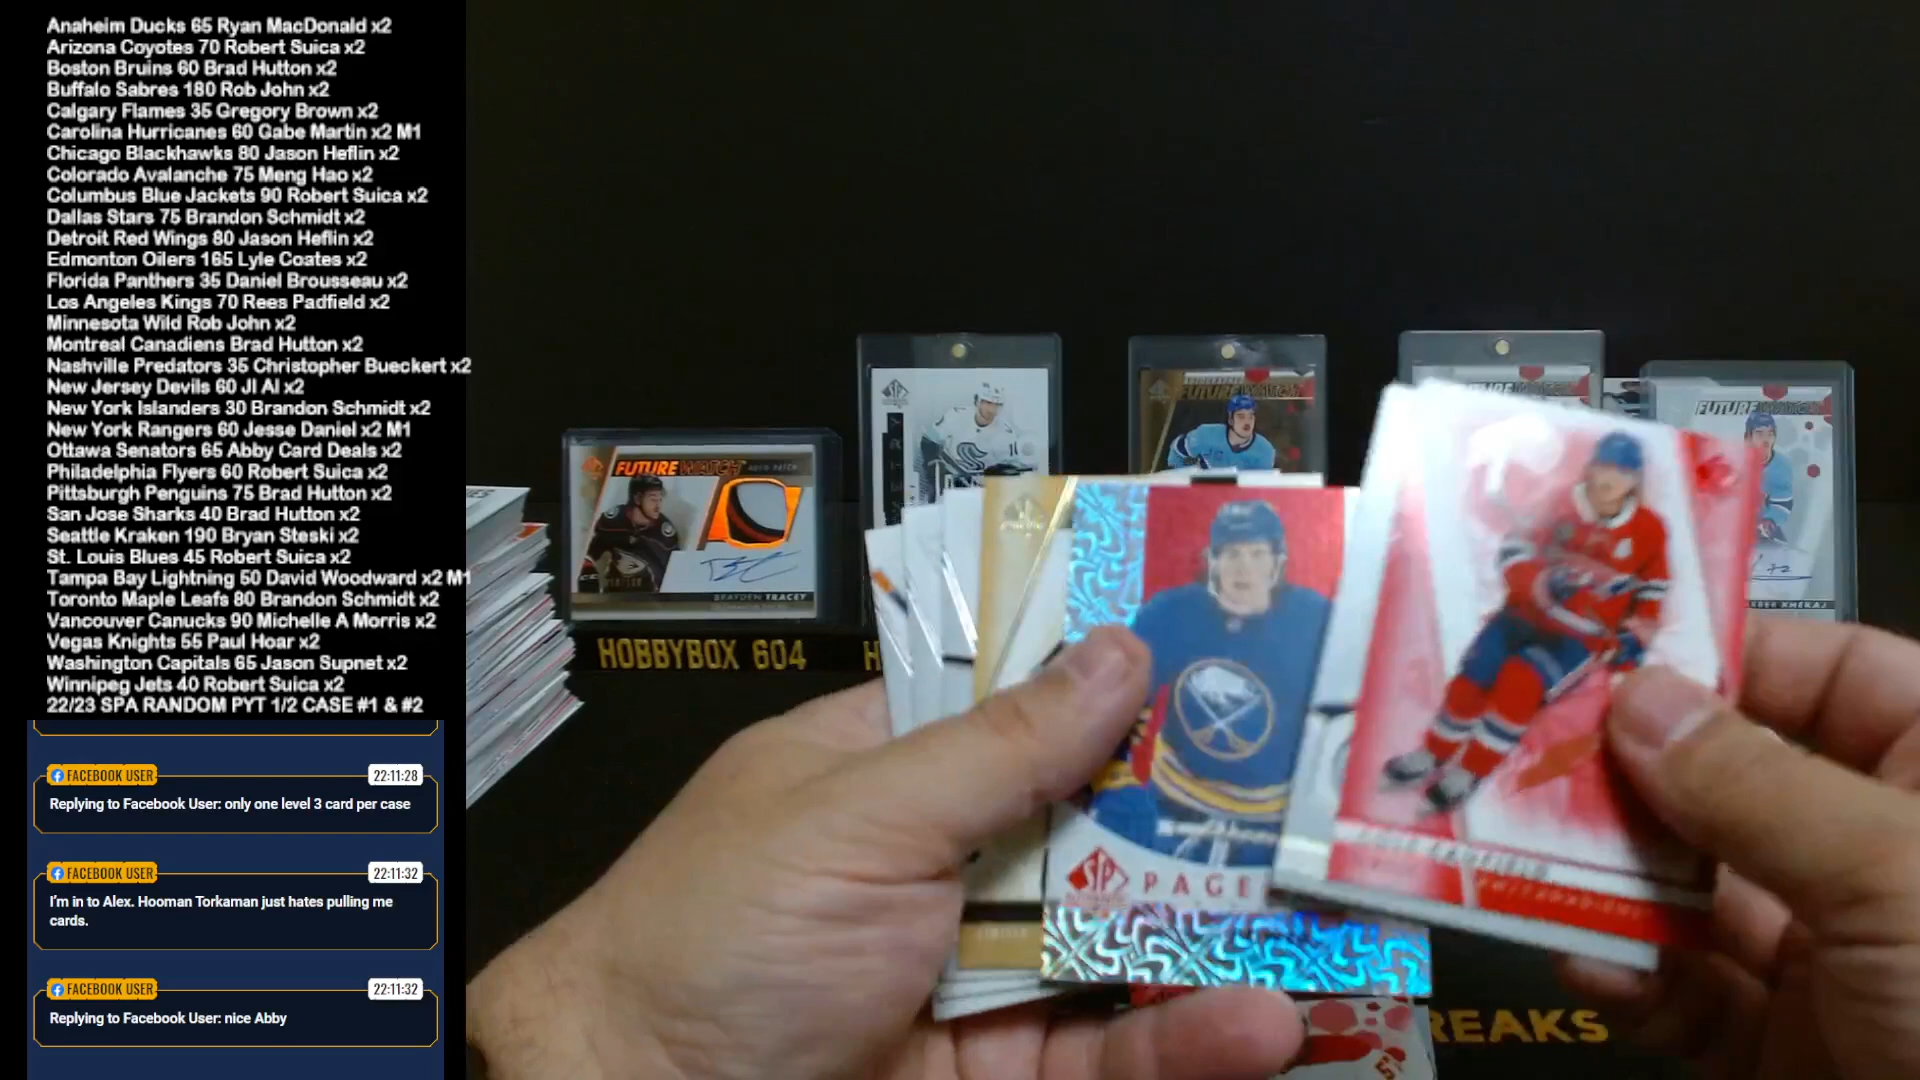 Anaheim Ducks 65 Ryan MacDonald x2
Arizona Coyotes 70 Robert Suica x2
Boston Bruins 60 Brad Hutton x2
Buffalo Sabres 180 Rob John x2
Calgary Flames 35 Gregory Brown x2
Carolina Hurricanes 60 Gabe Martin x2 M1
Chicago Blackhawks 80 Jason Heflin x2
Colorado Avalanche 75 Meng Hao x2
Columbus Blue Jackets 90 Robert Suica x2
Dallas Stars 75 Brandon Schmidt x2
Detroit Red Wings 80 Jason Heflin x2
Edmonton Oilers 165 Lyle Coates x2
Florida Panthers 35 Daniel Brousseau x2
Los Angeles Kings 70 Rees Padfield x2
Minnesota Wild Rob John x2
Montreal Canadiens Brad Hutton x2
Nashville Predators 35 Christopher Bueckert x2
New Jersey Devils 60 JI AI x2
New York Islanders 30 Brandon Schmidt x2
New York Rangers 60 Jesse Daniel x2 M1
Ottawa Senators 65 Abby Card Deals x2
Philadelphia Flyers 60 Robert Suica x2
Pittsburgh Penguins 75 Brad Hutton x2
San Jose Sharks 40 Brad Hutton x2
Seattle Kraken 190 Bryan Steski x2
St. Louis Blues 45 Robert Suica x2
Tampa Bay Lightning 50 David Woodward x2 M1
Toronto Maple Leafs 80 Brandon Schmidt x2
Vancouver Canucks 90 Michelle A Morris x2
Vegas Knights 55 Paul Hoar x2
Washington Capitals 65 Jason Supnet x2
Winnipeg Jets 40 Robert Suica x2
22/23 SPA RANDOM PYT 1/2 CASE #1 & #2
FACEBOOK USER 22:11:28
Replying to Facebook User: only one level 3 card per case
FACEBOOK USER 22:11:32
I'm in to Alex. Hooman Torkaman just hates pulling me
cards.
FACEBOOK USER 22:11:32
Replying to Facebook User: nice Abby
FUTURE WATCH AUTO PATCH
BRAYDEN TRACEY
HOBBYBOX 604
H
SP
FUTURE WATCH
FUTURE WATCH
SP
PAGE
REAKS